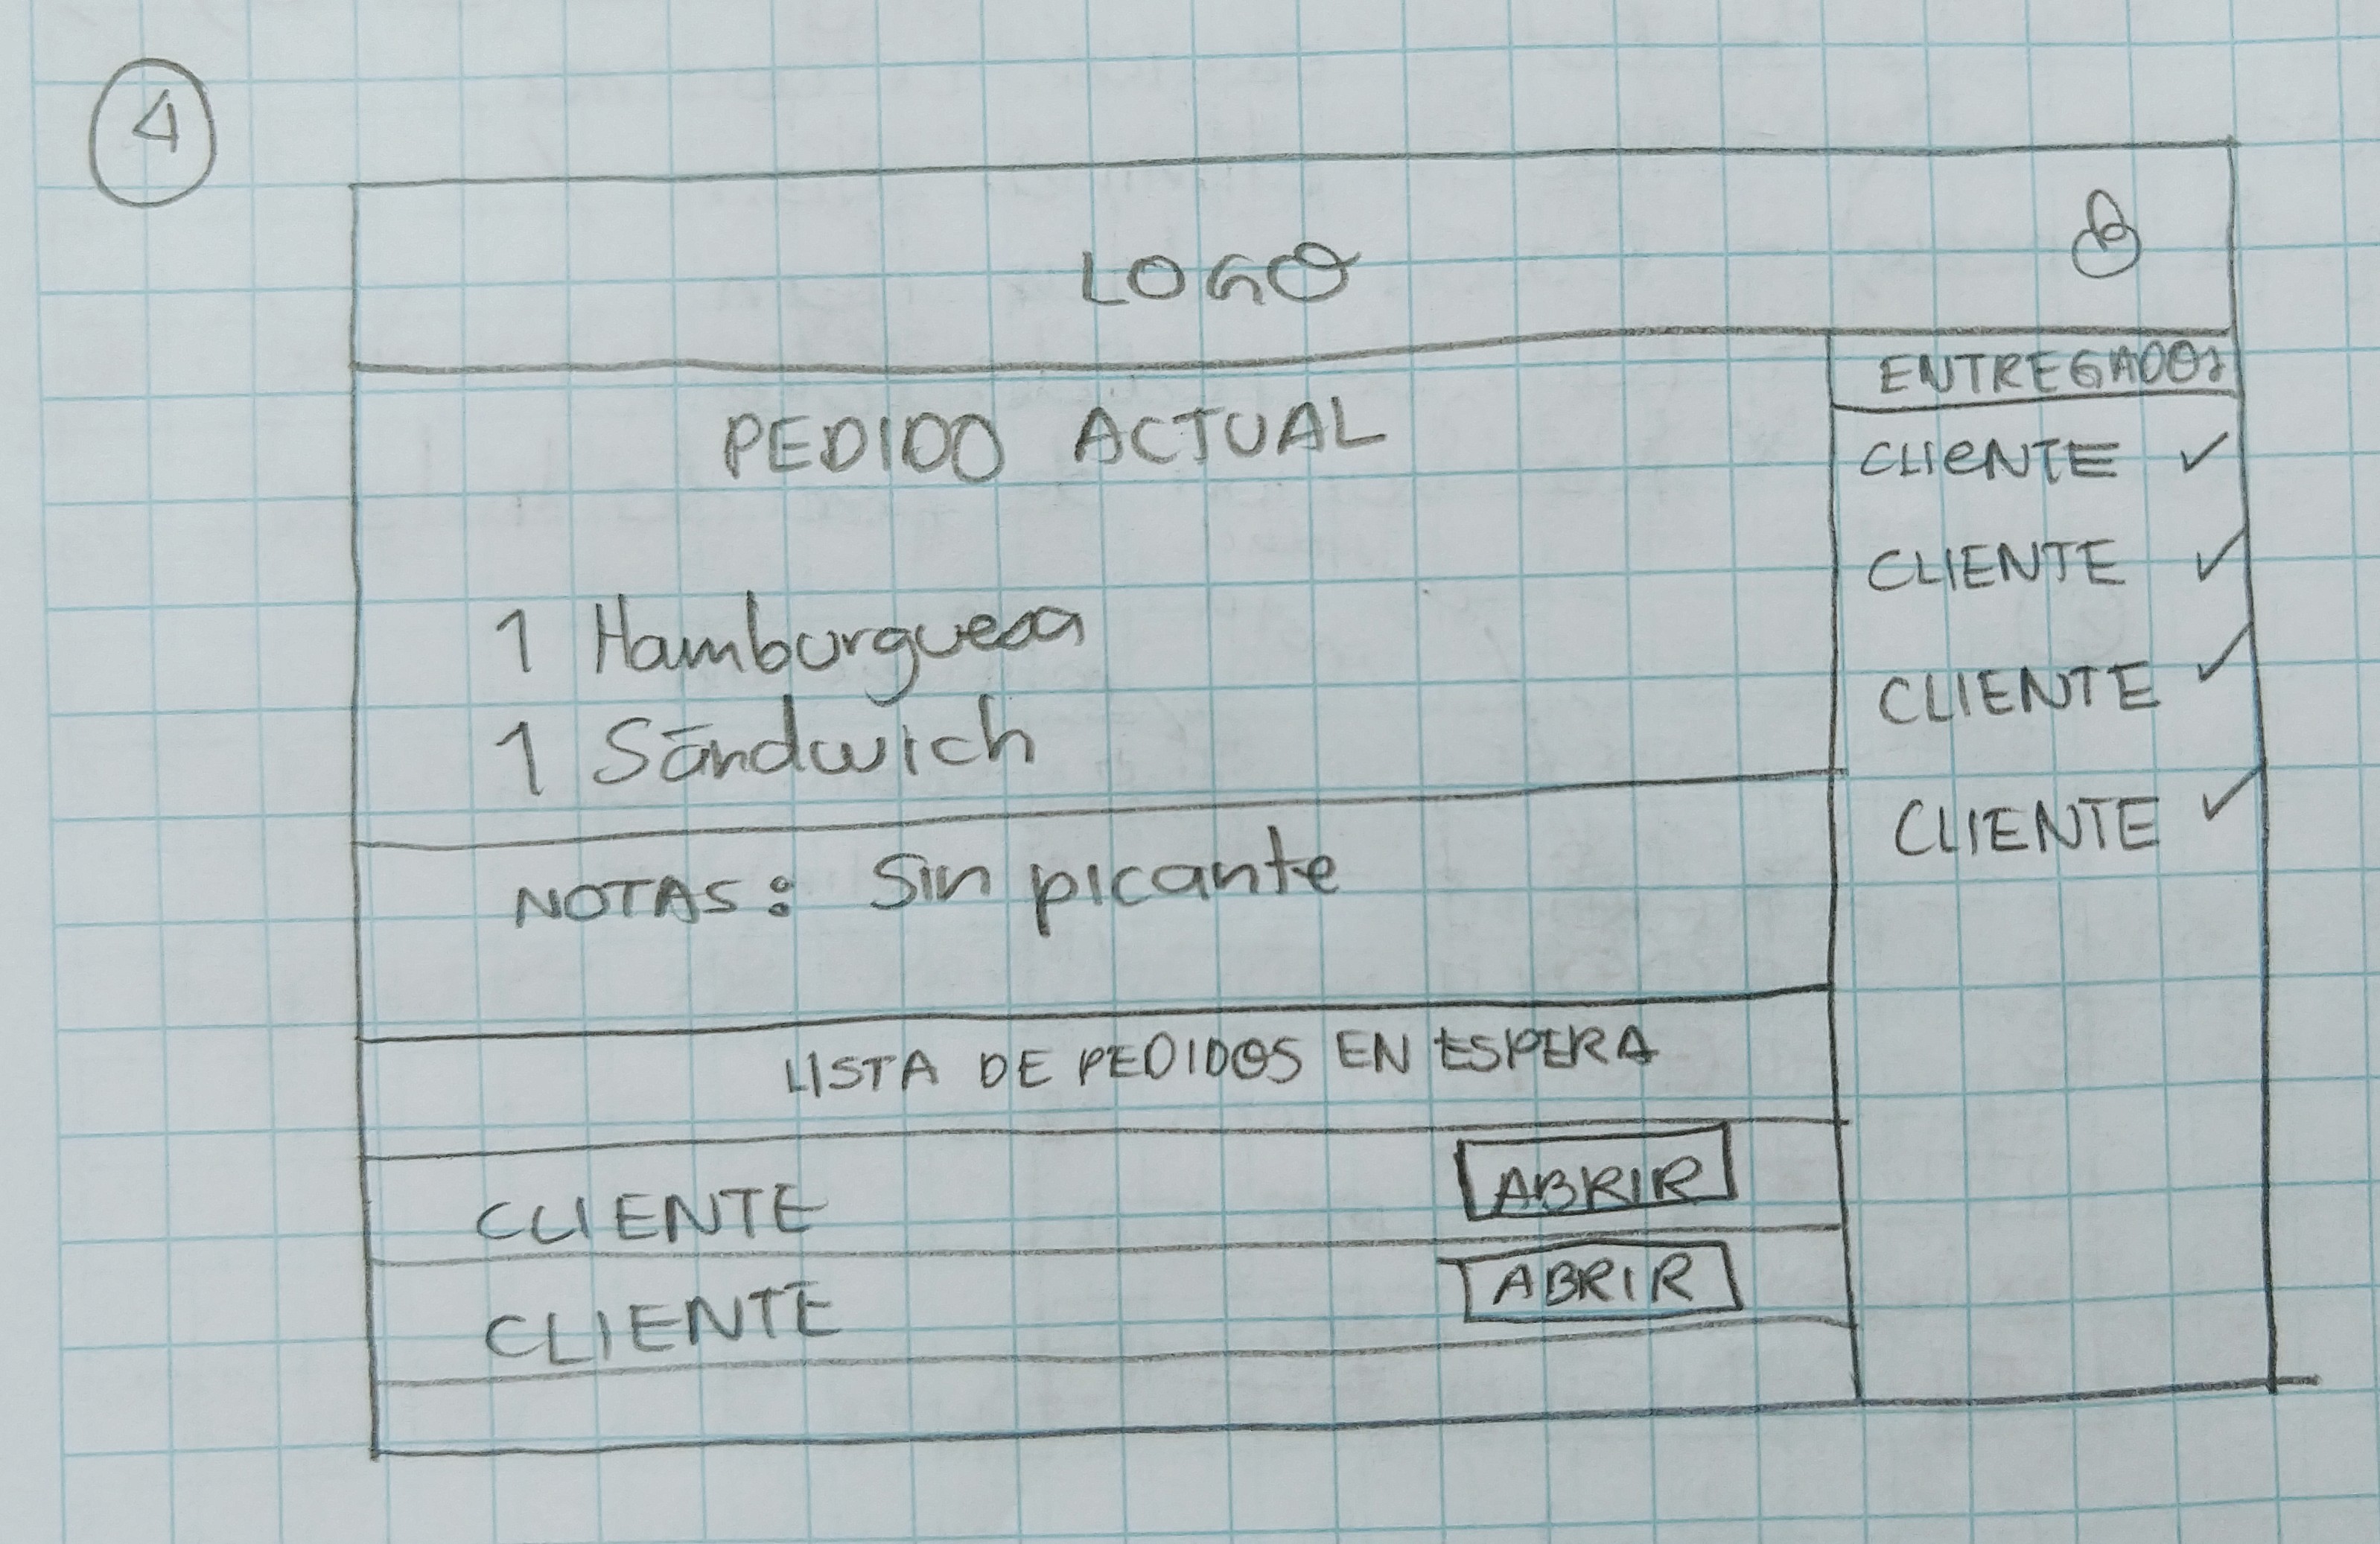 4
LOGO
PEDIDO ACTUAL
1 Hamburguesa
1 Sándwich
NOTAS: Sin picante
LISTA DE PEDIDOS EN ESPERA
CLIENTE ABRIR
CLIENTE ABRIR
ENTREGADOS
CLIENTE ✓
CLIENTE ✓
CLIENTE ✓
CLIENTE ✓